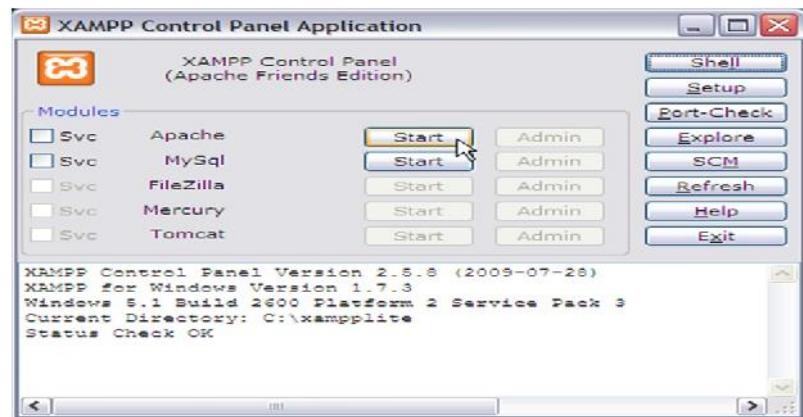 XAMPP Control Panel Application
XAMPP Control Panel
(Apache Friends Edition)
Modules
Svc Apache Start Admin
Svc MySql Start Admin
Svc FileZilla Start Admin
Svc Mercury Start Admin
Svc Tomcat Start Admin
Shell
Setup
Port-Check
Explore
SCM
Refresh
Help
Exit
XAMPP Control Panel Version 2.5.8 (2009-07-28)
XAMPP for Windows Version 1.7.3
Windows 5.1 Build 2600 Platform 2 Service Pack 3
Current Directory: C:\xampplite
Status Check OK